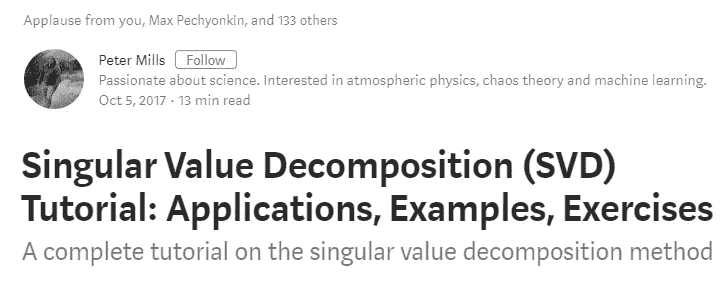 Applause from you, Max Pechyonkin, and 133 others
Peter Mills Follow
Passionate about science. Interested in atmospheric physics, chaos theory and machine learning.
Oct 5, 2017 · 13 min read
Singular Value Decomposition (SVD)
Tutorial: Applications, Examples, Exercises
A complete tutorial on the singular value decomposition method